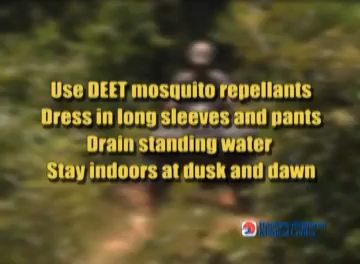 Use DEET mosquito repellants
Dress in long sleeves and pants
Drain standing water
Stay indoors at dusk and dawn